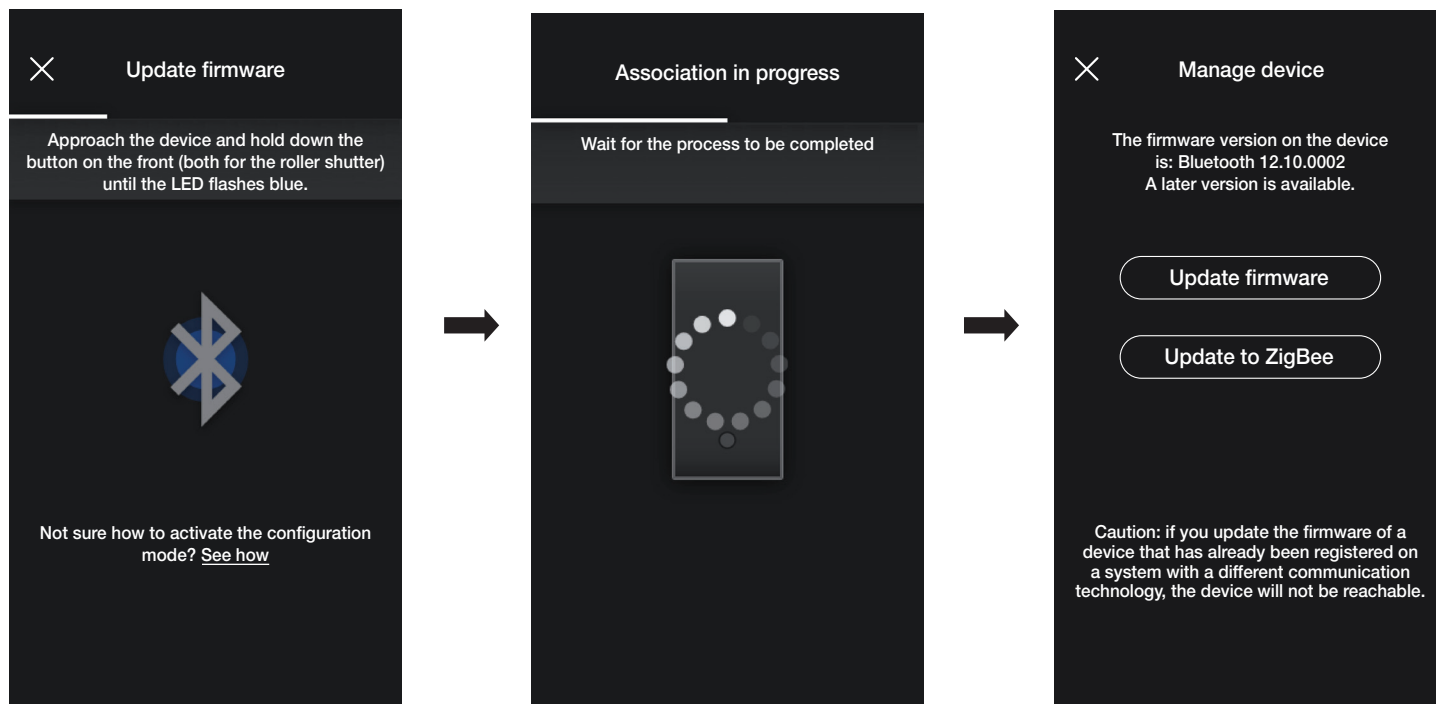 Update firmware
Approach the device and hold down the
button on the front (both for the roller shutter)
until the LED flashes blue.
Not sure how to activate the configuration
mode? See how
Association in progress
Wait for the process to be completed
Manage device
The firmware version on the device
is: Bluetooth 12.10.0002
A later version is available.
Update firmware
Update to ZigBee
Caution: if you update the firmware of a
device that has already been registered on
a system with a different communication
technology, the device will not be reachable.